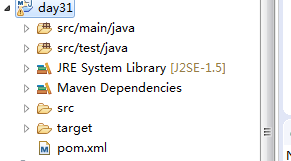 day31
src/main/java
src/test/java
JRE System Library [J2SE-1.5]
Maven Dependencies
src
target
pom.xml